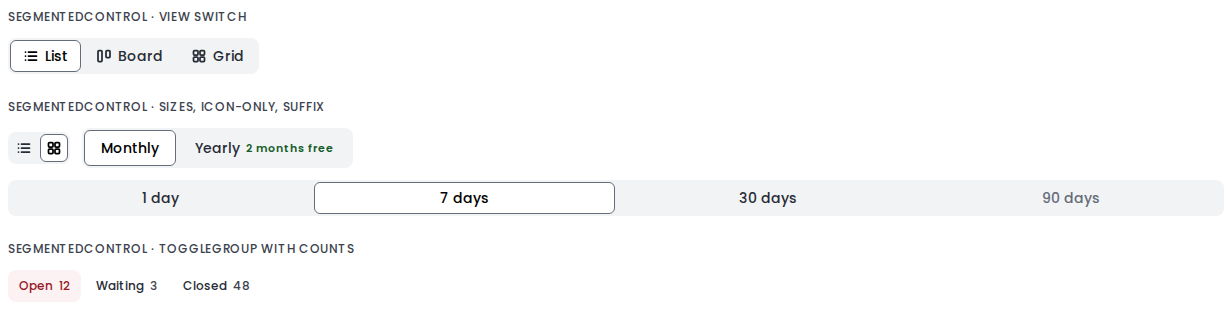 SEGMENTEDCONTROL · VIEW SWITCH
List Board Grid
SEGMENTEDCONTROL · SIZES, ICON-ONLY, SUFFIX
Monthly Yearly 2 months free
1 day 7 days 30 days 90 days
SEGMENTEDCONTROL · TOGGLEGROUP WITH COUNTS
Open 12 Waiting 3 Closed 48